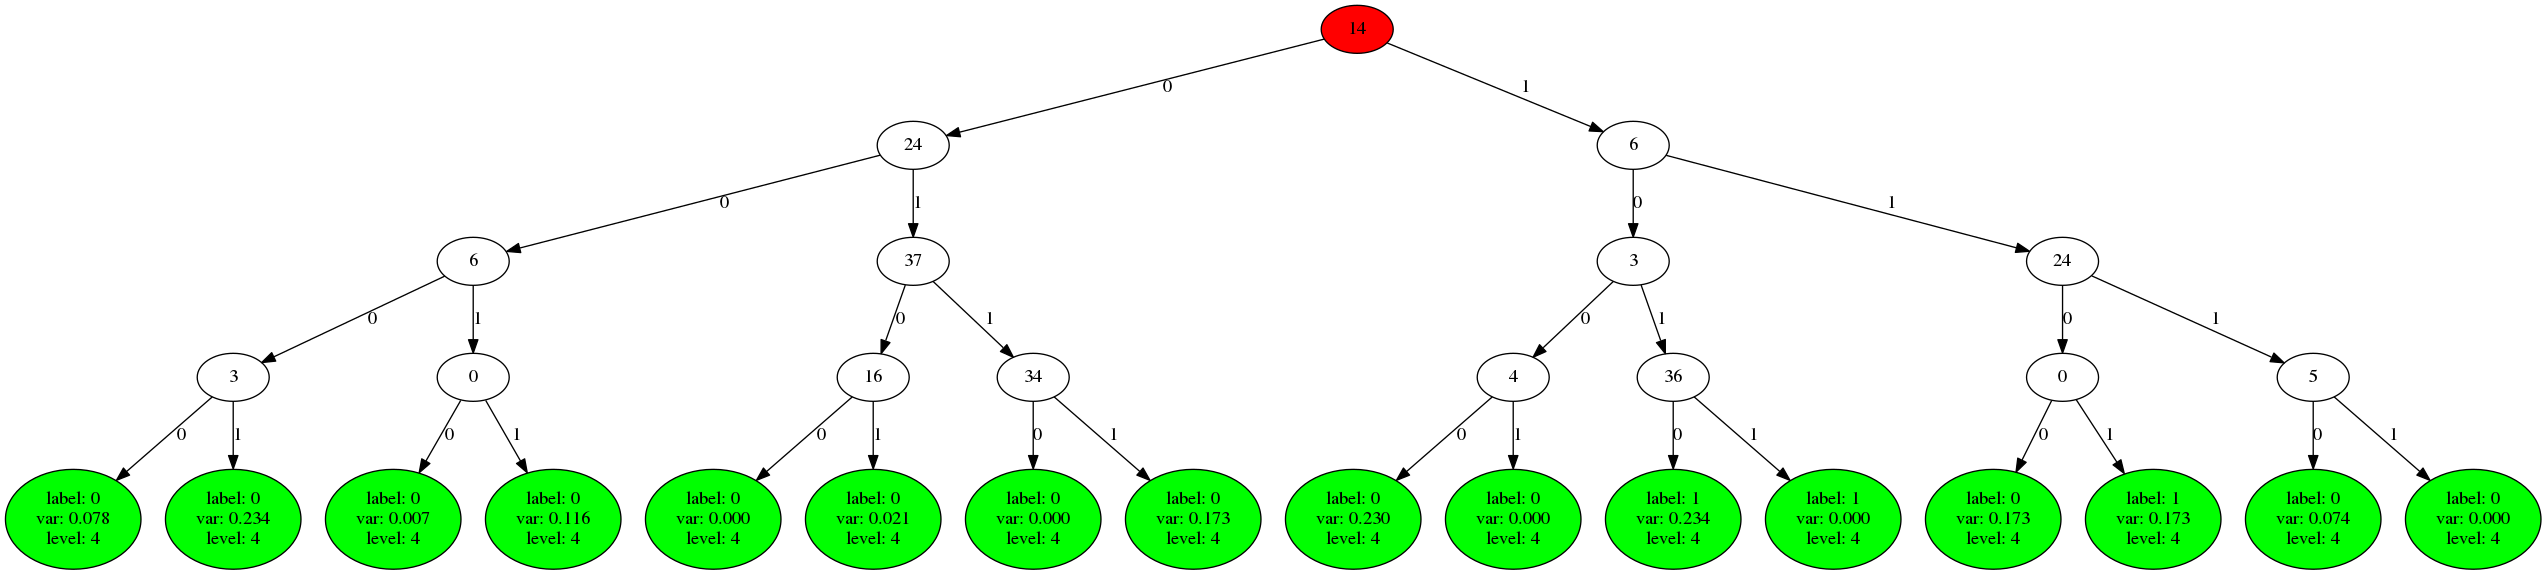 14
0
1
24
6
0
1
0
1
6
37
3
24
0
1
0
1
0
1
0
1
3
0
16
34
4
36
0
5
0
1
0
1
0
1
0
1
0
1
0
1
0
1
0
1
label: 0
var: 0.078
level: 4
label: 0
var: 0.234
level: 4
label: 0
var: 0.007
level: 4
label: 0
var: 0.116
level: 4
label: 0
var: 0.000
level: 4
label: 0
var: 0.021
level: 4
label: 0
var: 0.000
level: 4
label: 0
var: 0.173
level: 4
label: 0
var: 0.230
level: 4
label: 0
var: 0.000
level: 4
label: 1
var: 0.234
level: 4
label: 1
var: 0.000
level: 4
label: 0
var: 0.173
level: 4
label: 1
var: 0.173
level: 4
label: 0
var: 0.074
level: 4
label: 0
var: 0.000
level: 4